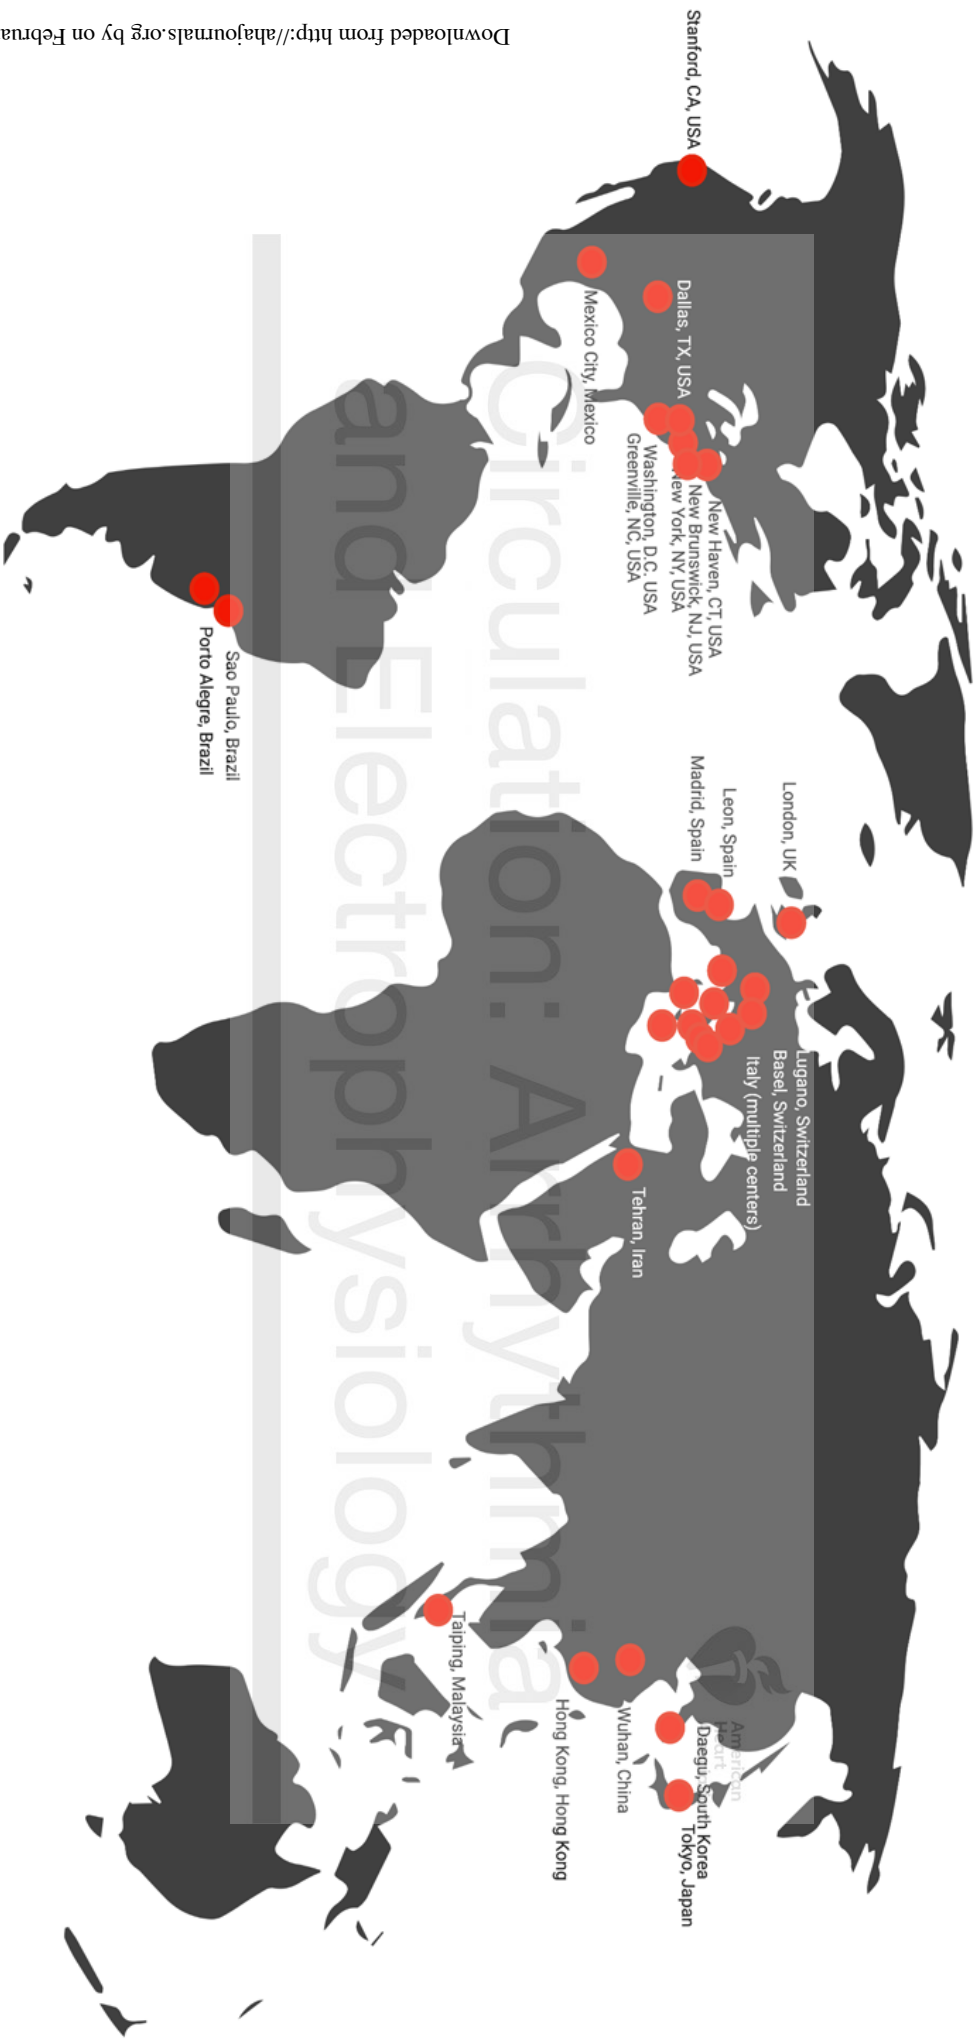 Downloaded from http://ahajournals.org by on Februa
Stanford, CA, USA
Mexico City, Mexico
Dallas, TX, USA
New Haven, CT, USA
New Brunswick, NJ, USA
New York, NY, USA
Washington, D.C. USA
Greenville, NC, USA
Sao Paulo, Brazil
Porto Alegre, Brazil
London, UK
Leon, Spain
Madrid, Spain
Lugano, Switzerland
Basel, Switzerland
Italy (multiple centers)
Tehran, Iran
Taiping, Malaysia
Hong Kong, Hong Kong
Wuhan, China
Daegu, South Korea
Tokyo, Japan
American
Heart
Circulation: Arrhythmia
and Electrophysiology